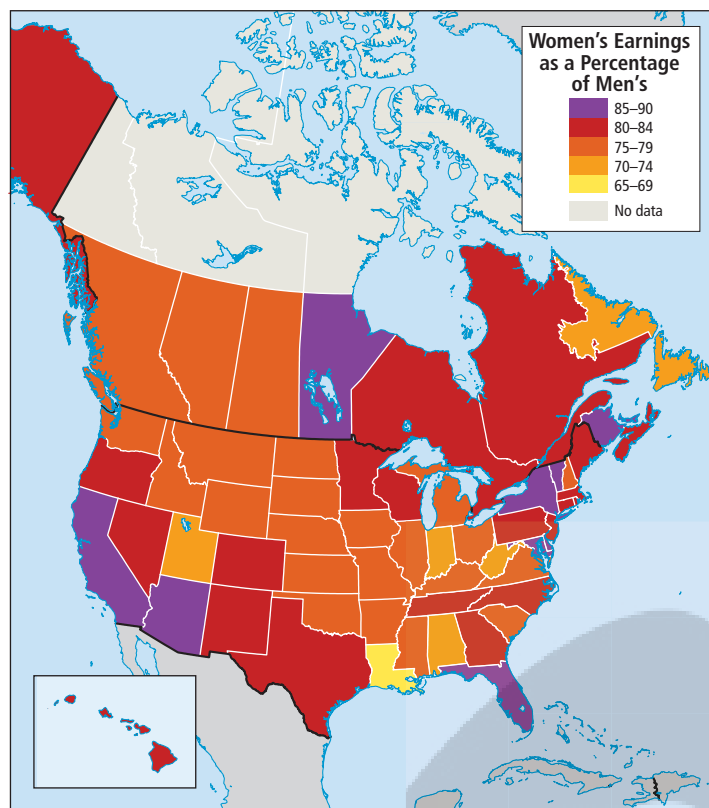 Women's Earnings
as a Percentage
of Men's
85–90
80–84
75–79
70–74
65–69
No data